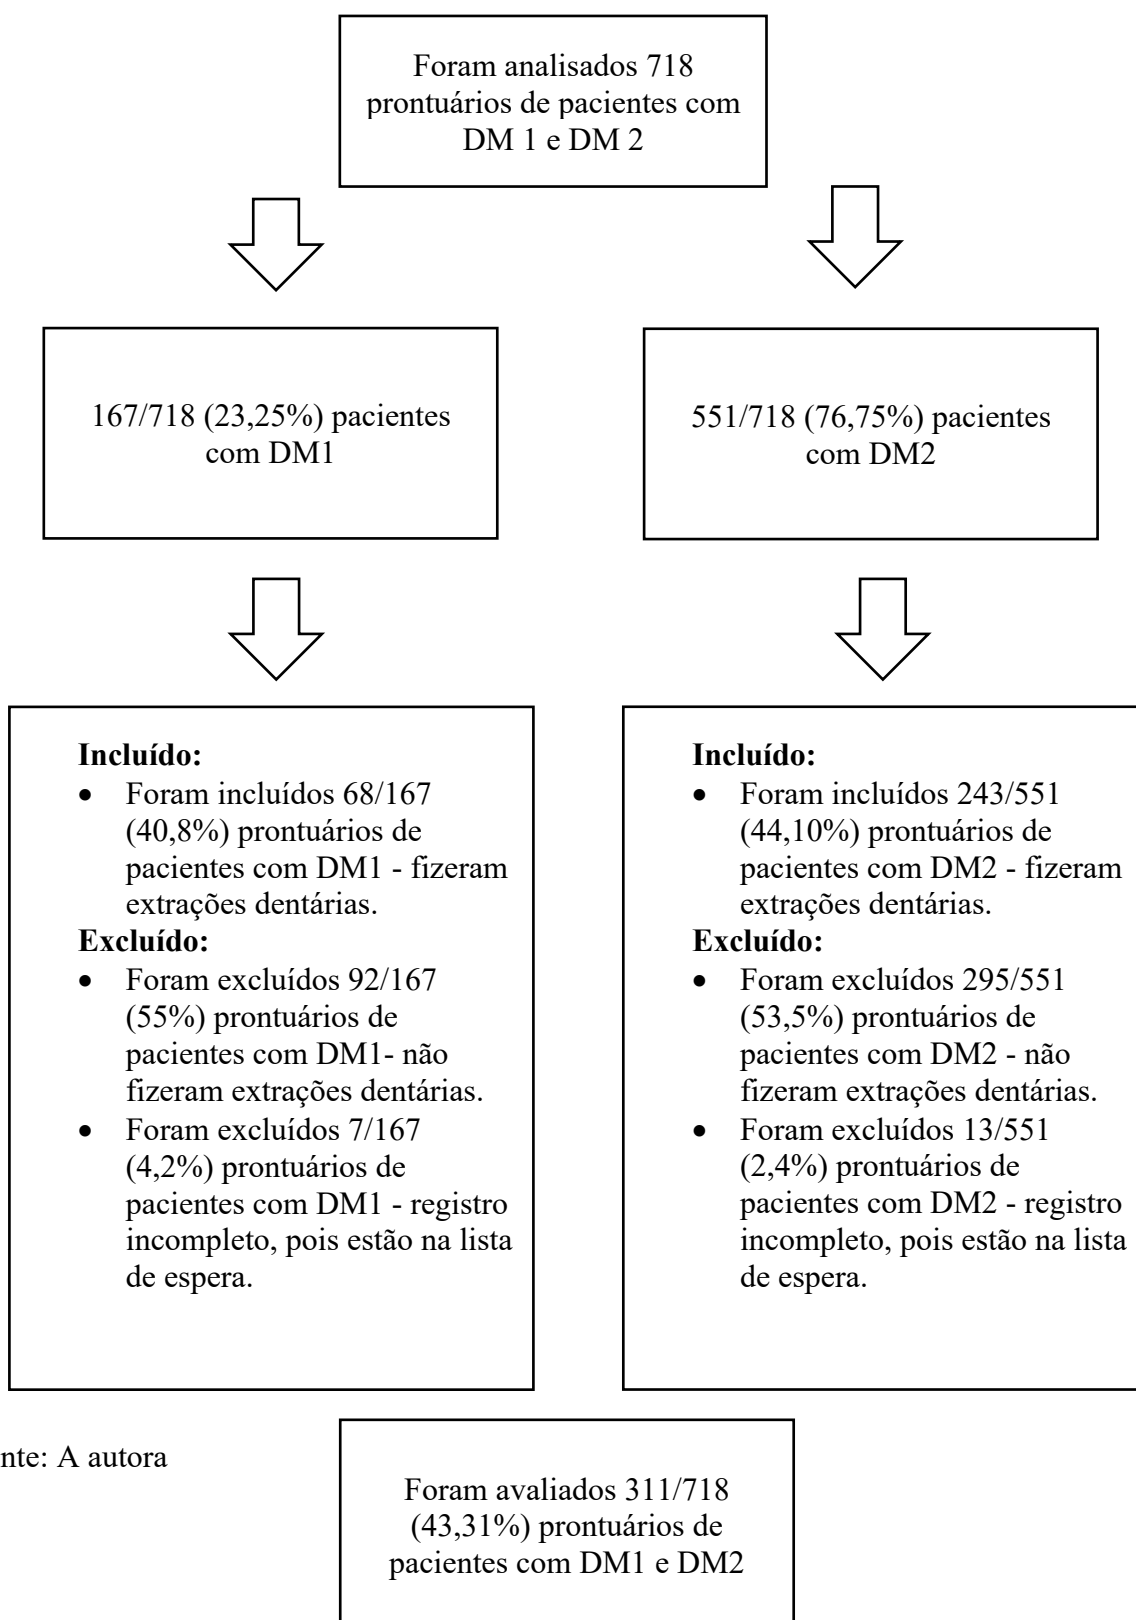 Foram analisados 718
prontuários de pacientes com
DM 1 e DM 2
167/718 (23,25%) pacientes
com DM1
551/718 (76,75%) pacientes
com DM2
Incluído:
• Foram incluídos 68/167
(40,8%) prontuários de
pacientes com DM1 - fizeram
extrações dentárias.
Excluído:
• Foram excluídos 92/167
(55%) prontuários de
pacientes com DM1- não
fizeram extrações dentárias.
• Foram excluídos 7/167
(4,2%) prontuários de
pacientes com DM1 - registro
incompleto, pois estão na lista
de espera.
Incluído:
• Foram incluídos 243/551
(44,10%) prontuários de
pacientes com DM2 - fizeram
extrações dentárias.
Excluído:
• Foram excluídos 295/551
(53,5%) prontuários de
pacientes com DM2 - não
fizeram extrações dentárias.
• Foram excluídos 13/551
(2,4%) prontuários de
pacientes com DM2 - registro
incompleto, pois estão na lista
de espera.
nte: A autora
Foram avaliados 311/718
(43,31%) prontuários de
pacientes com DM1 e DM2